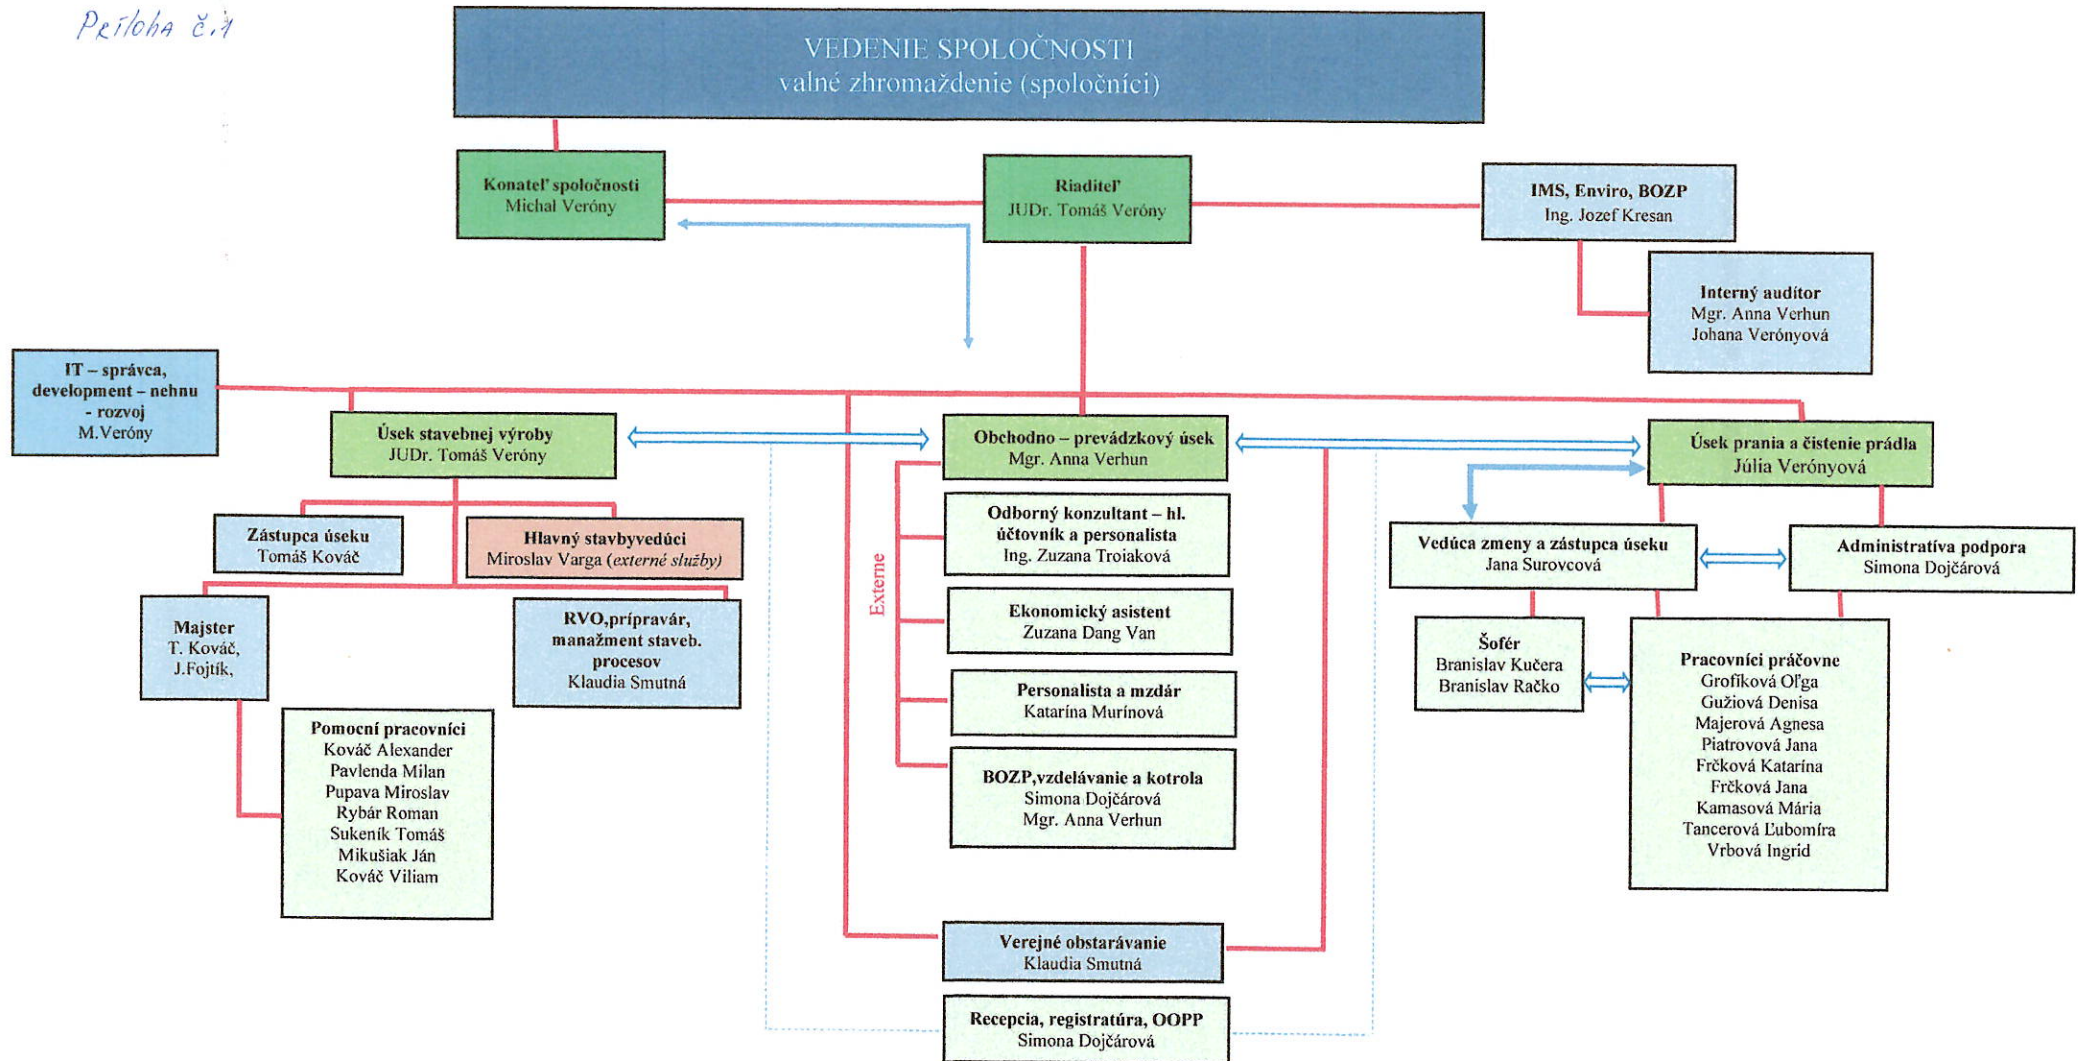 Príloha č.1
VEDENIE SPOLOČNOSTI
valné zhromaždenie (spoločníci)
Konateľ spoločnosti
Michal Veróny
Riaditeľ
JUDr. Tomáš Veróny
IMS, Enviro, BOZP
Ing. Jozef Kresan
Interný audítor
Mgr. Anna Verhun
Johana Verónyová
IT – správca,
development – nehnu
- rozvoj
M.Veróny
Úsek stavebnej výroby
JUDr. Tomáš Veróny
Obchodno – prevádzkový úsek
Mgr. Anna Verhun
Úsek prania a čistenie prádla
Júlia Verónyová
Zástupca úseku
Tomáš Kováč
Hlavný stavbyvedúci
Miroslav Varga (externé služby)
Majster
T. Kováč,
J.Fojtík,
RVO,prípravár,
manažment staveb.
procesov
Klaudia Smutná
Pomocní pracovníci
Kováč Alexander
Pavlenda Milan
Pupava Miroslav
Rybár Roman
Sukeník Tomáš
Mikušiak Ján
Kováč Viliam
Externe
Odborný konzultant – hl.
účtovník a personalista
Ing. Zuzana Troiaková
Ekonomický asistent
Zuzana Dang Van
Personalista a mzdár
Katarína Murínová
BOZP,vzdelávanie a kotrola
Simona Dojčárová
Mgr. Anna Verhun
Vedúca zmeny a zástupca úseku
Jana Surovcová
Administratíva podpora
Simona Dojčárová
Šofér
Branislav Kučera
Branislav Račko
Pracovníci práčovne
Grofíková Oľga
Gužiová Denisa
Majerová Agnesa
Piatrovová Jana
Frčková Katarína
Frčková Jana
Kamasová Mária
Tancerová Ľubomíra
Vrbová Ingrid
Verejné obstarávanie
Klaudia Smutná
Recepcia, registratúra, OOPP
Simona Dojčárová